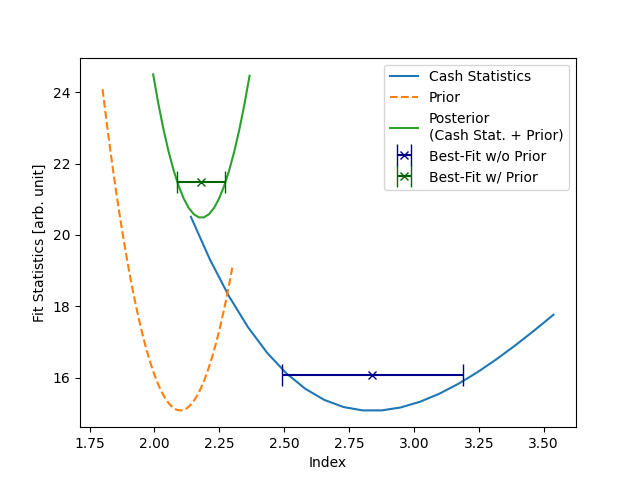 Fit Statistics [arb. unit]
24
22
20
18
16
1.75 2.00 2.25 2.50 2.75 3.00 3.25 3.50
Index
Cash Statistics
Prior
Posterior
(Cash Stat. + Prior)
Best-Fit w/o Prior
Best-Fit w/ Prior